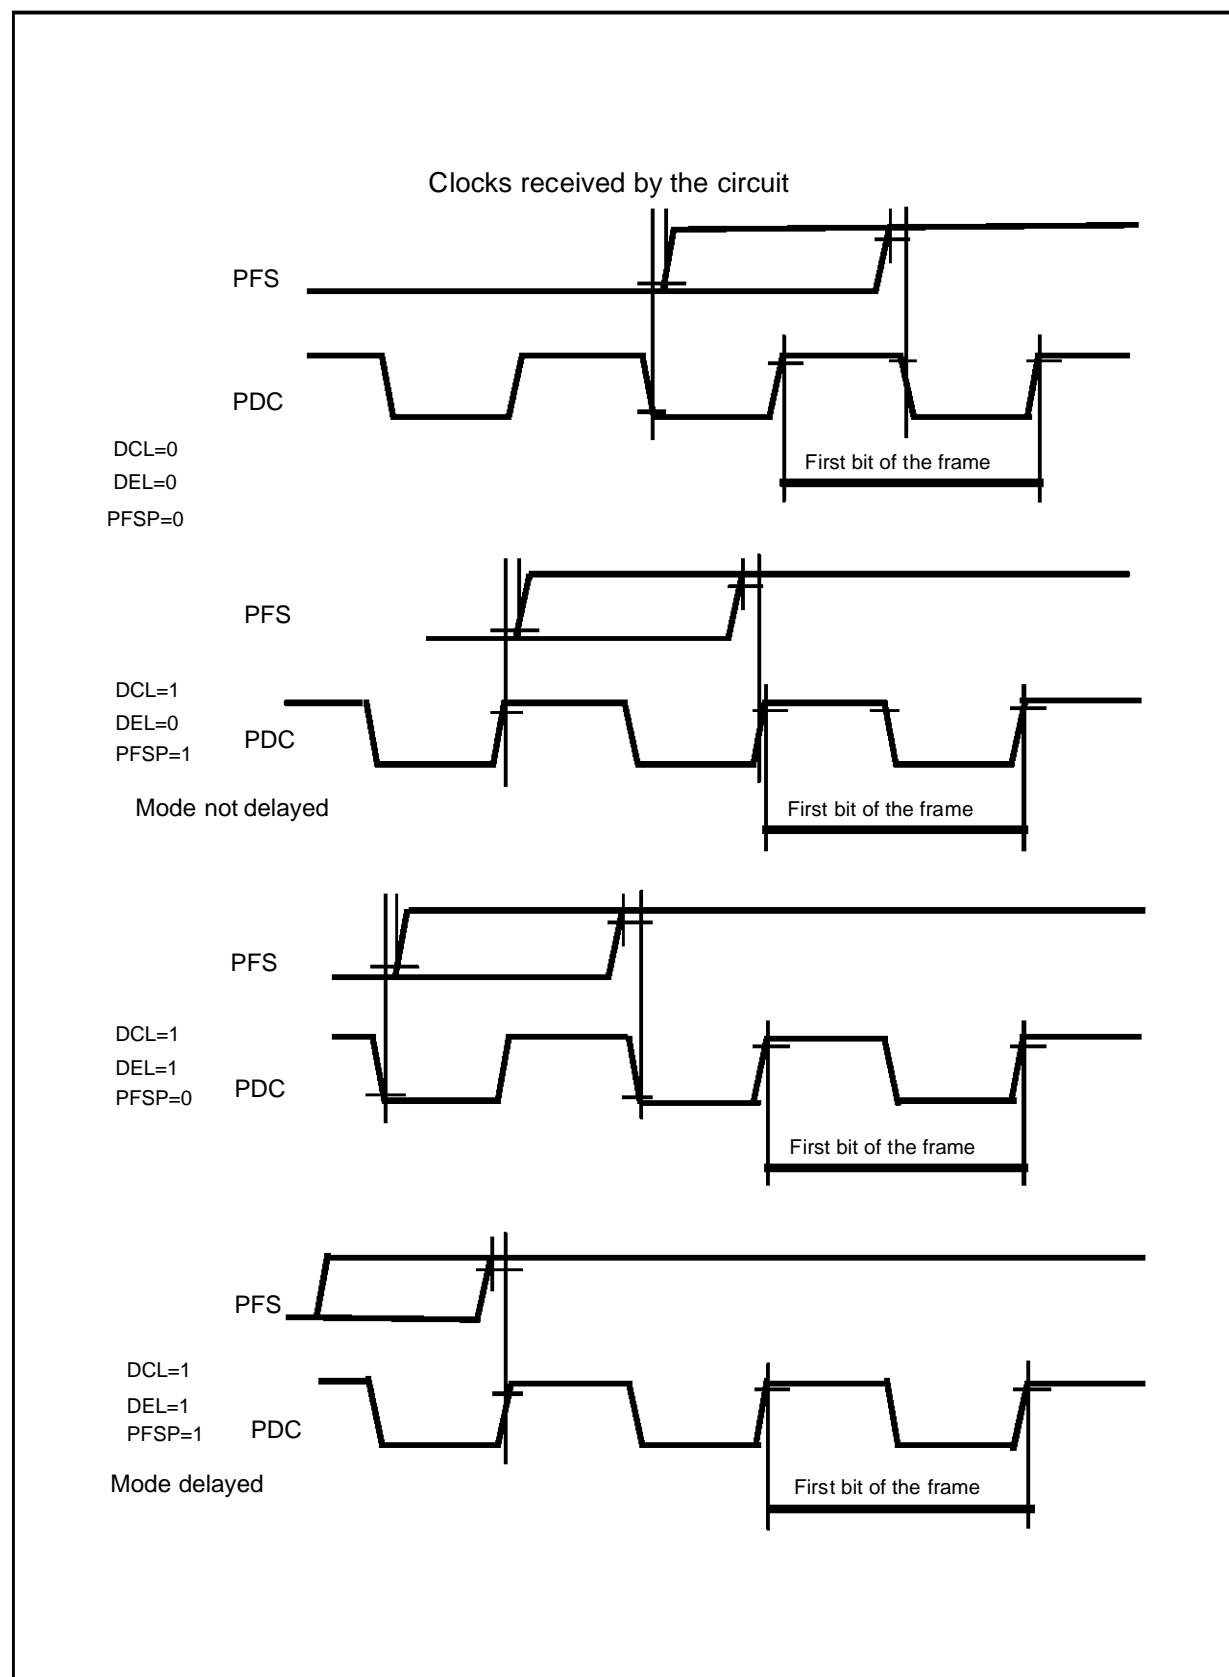 Clocks received by the circuit
PFS
PDC
DCL=0
DEL=0
PFSP=0
First bit of the frame
PFS
DCL=1
DEL=0
PFSP=1
PDC
Mode not delayed
First bit of the frame
PFS
DCL=1
DEL=1
PFSP=0
PDC
First bit of the frame
PFS
DCL=1
DEL=1
PFSP=1
PDC
Mode delayed
First bit of the frame